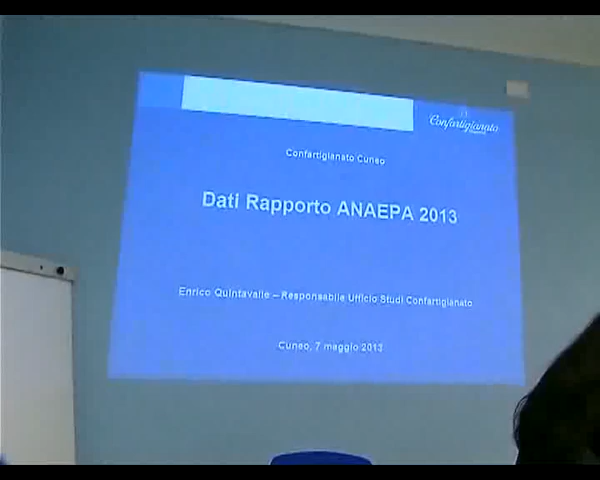 Confartigianato
Confartigianato Cuneo
Dati Rapporto ANAEPA 2013
Enrico Quintavalle – Responsabile Ufficio Studi Confartigianato
Cuneo, 7 maggio 2013